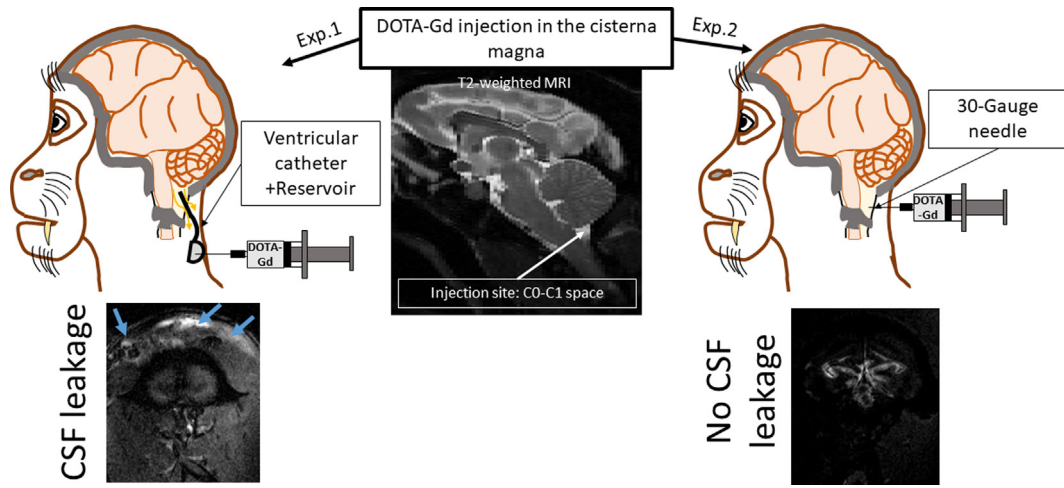 Exp.1
DOTA-Gd injection in the cisterna
magna
Exp.2
T2-weighted MRI
Ventricular
catheter
+Reservoir
30-Gauge
needle
DOTA-
Gd
DOTA
-Gd
Injection site: C0-C1 space
CSF leakage
No CSF
leakage